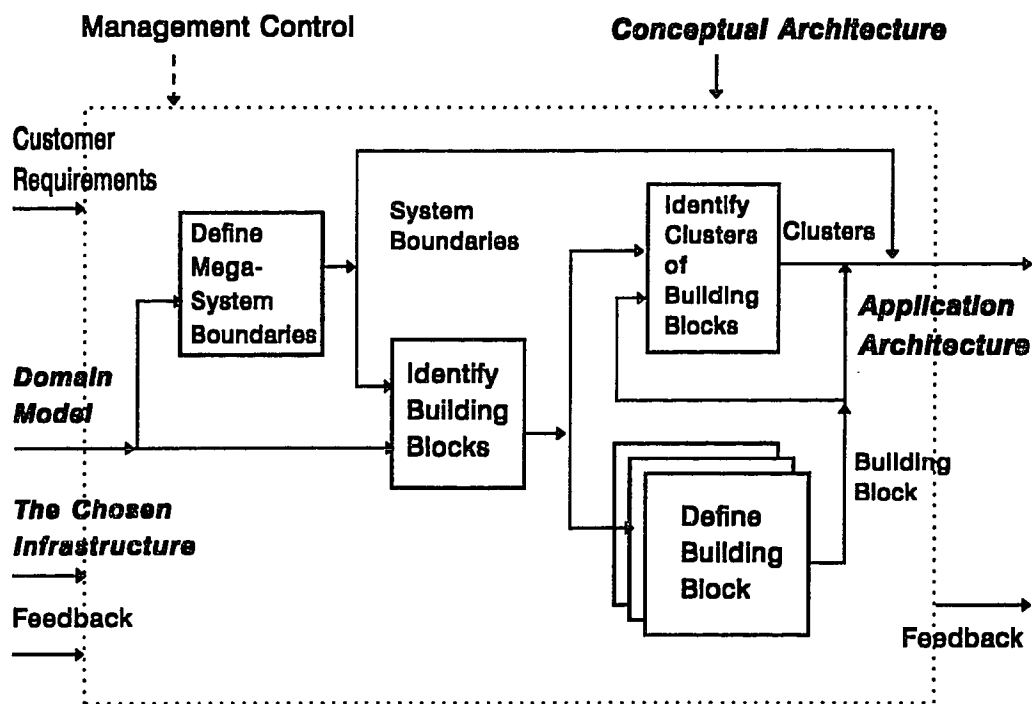 Management Control
Conceptual Architecture
Customer
Requirements
Define
Mega-
System
Boundaries
System
Boundaries
Identify
Clusters
of
Building
Blocks
Clusters
Application
Architecture
Domain
Model
Identify
Building
Blocks
Building
Block
The Chosen
Infrastructure
Define
Building
Block
Feedback
Feedback